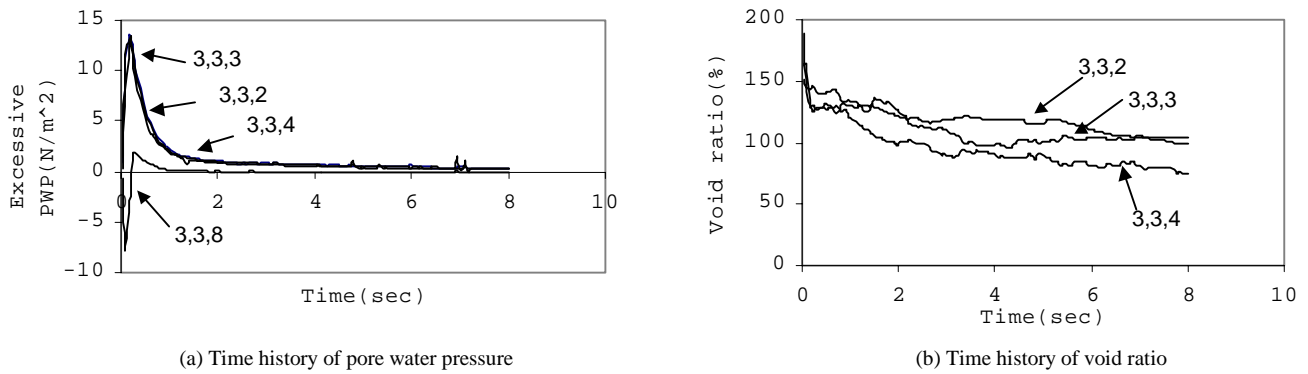 15
10
5
0
-5
-10
Excessive
PWP(N/m^2)
3,3,3
3,3,2
3,3,4
3,3,8
0 2 4 6 8 10
Time(sec)
(a) Time history of pore water pressure
200
150
100
50
0
Void ratio(%)
3,3,2
3,3,3
3,3,4
0 2 4 6 8 10
Time(sec)
(b) Time history of void ratio